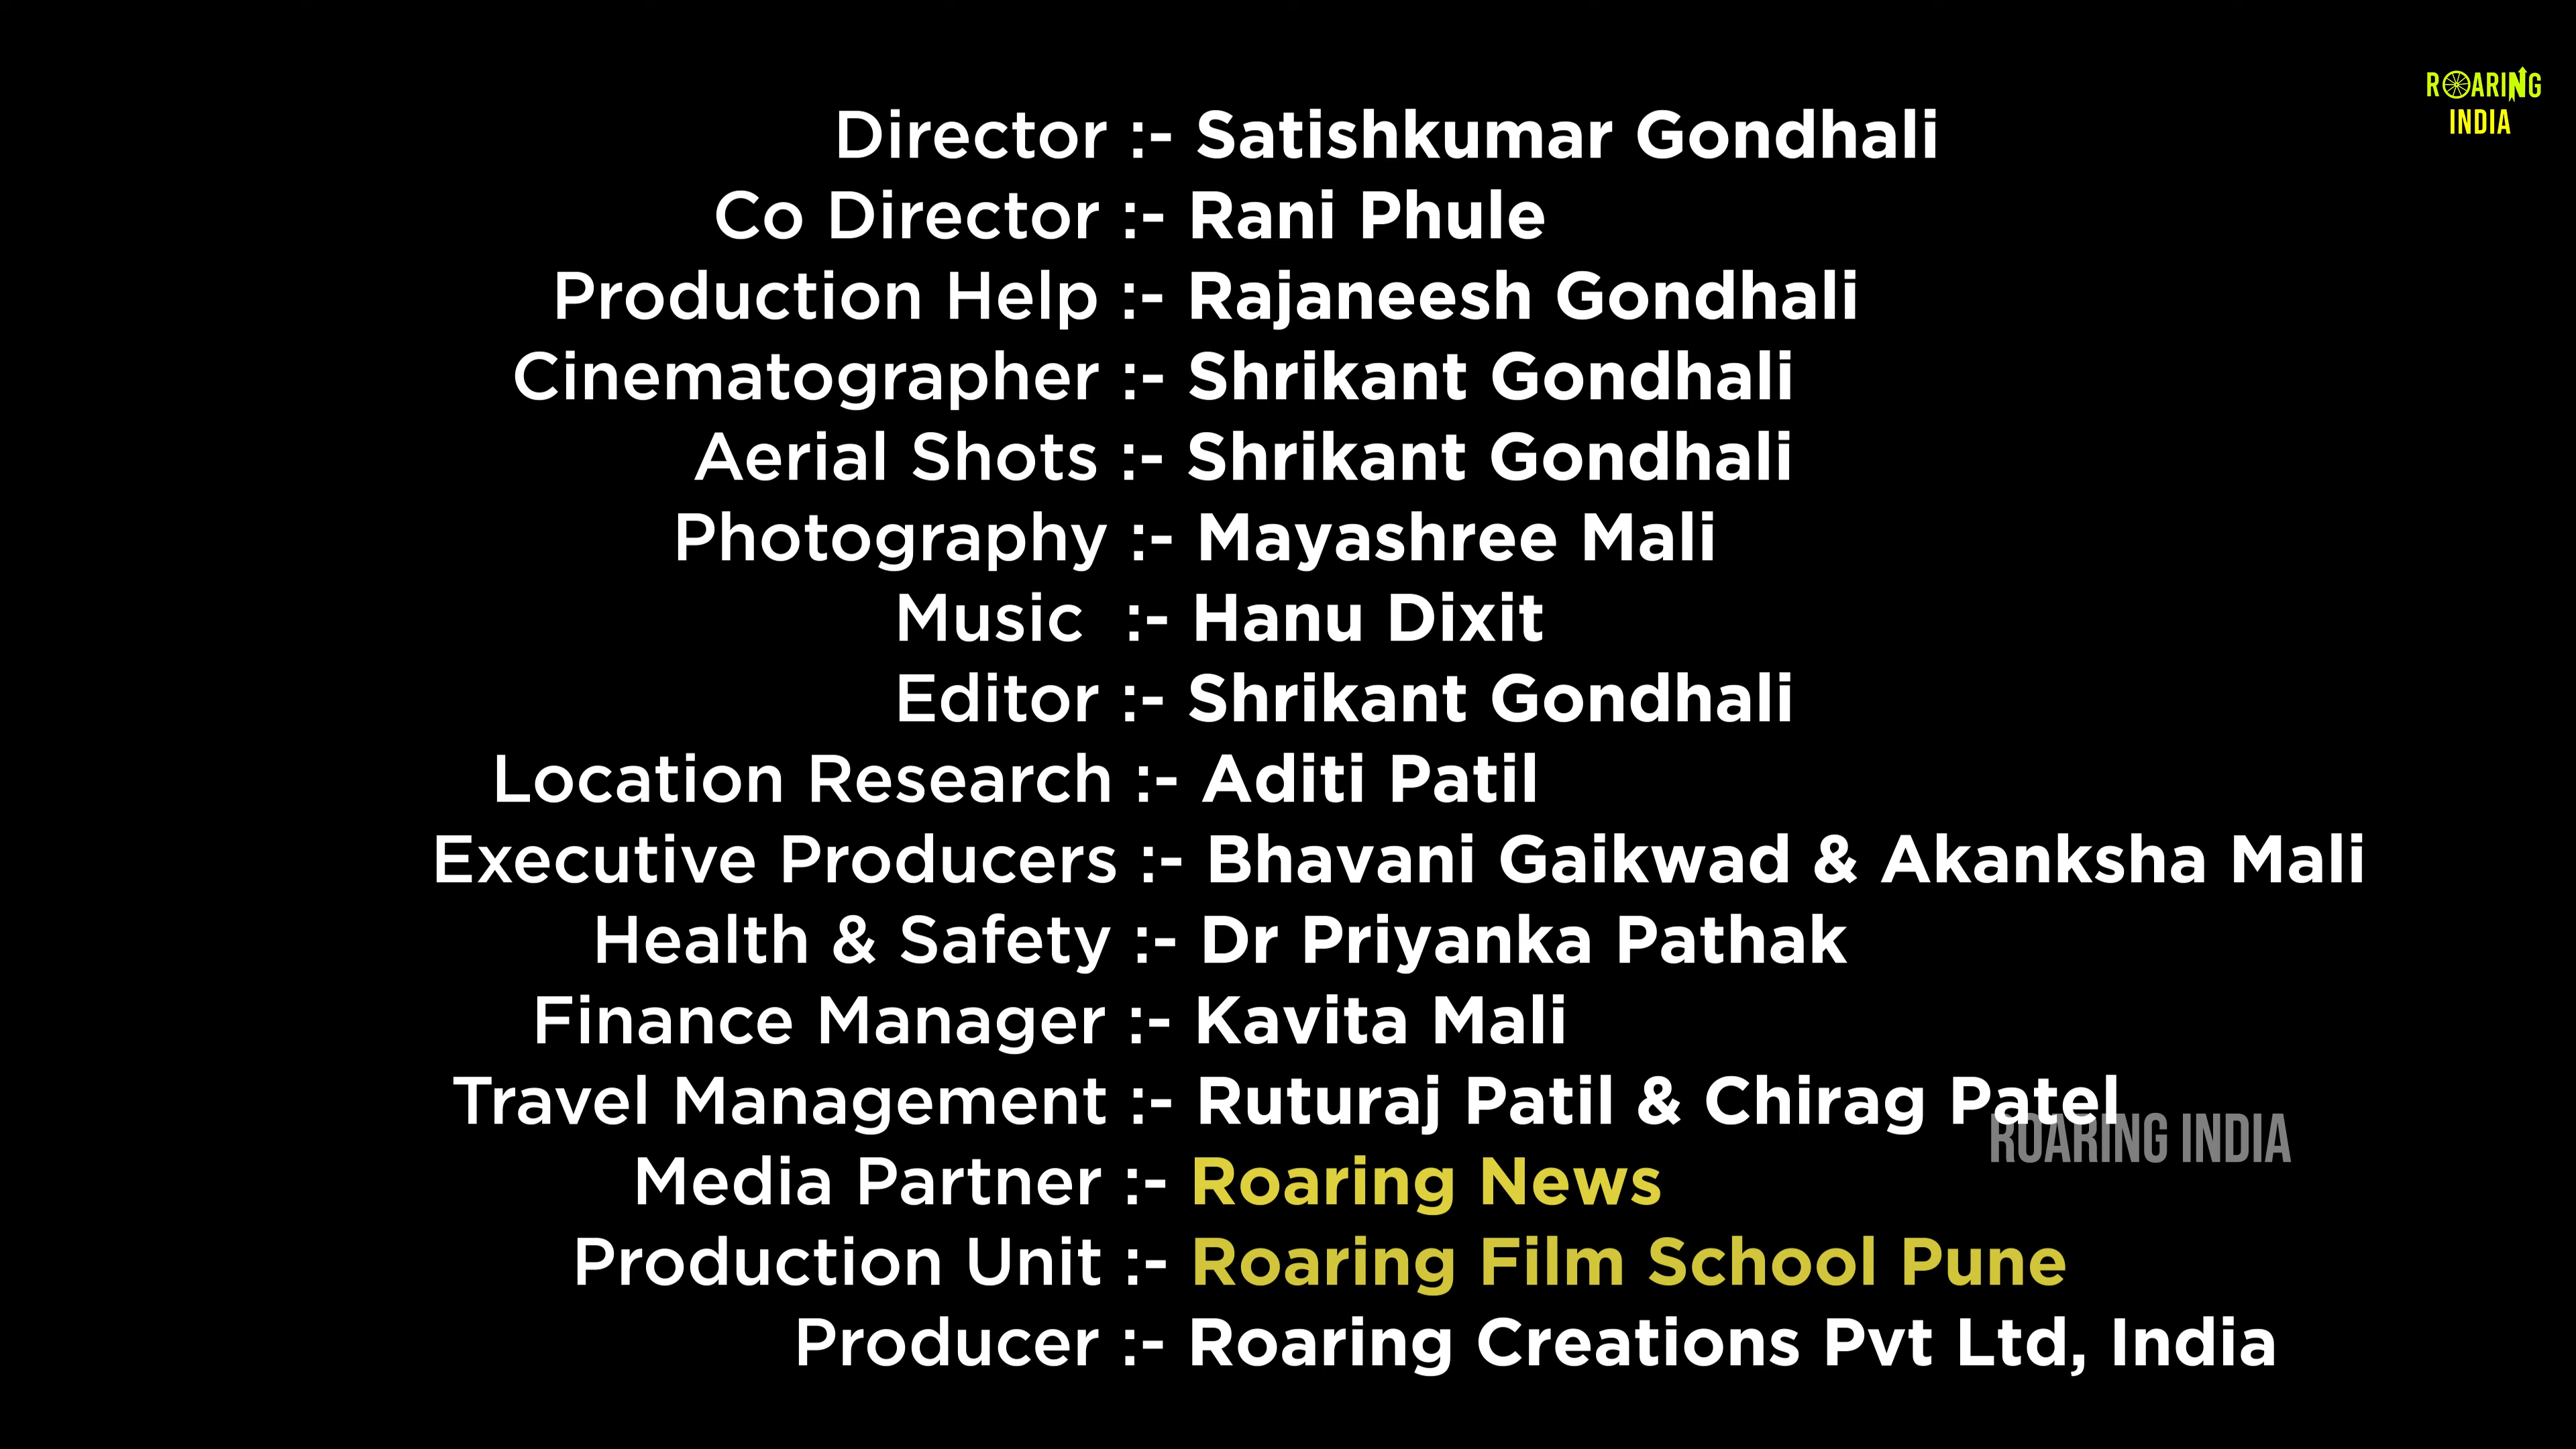 ROARING
INDIA
Director :- Satishkumar Gondhali
Co Director :- Rani Phule
Production Help :- Rajaneesh Gondhali
Cinematographer :- Shrikant Gondhali
Aerial Shots :- Shrikant Gondhali
Photography :- Mayashree Mali
Music :- Hanu Dixit
Editor :- Shrikant Gondhali
Location Research :- Aditi Patil
Executive Producers :- Bhavani Gaikwad & Akanksha Mali
Health & Safety :- Dr Priyanka Pathak
Finance Manager :- Kavita Mali
Travel Management :- Ruturaj Patil & Chirag Patel
ROARING INDIA
Media Partner :- Roaring News
Production Unit :- Roaring Film School Pune
Producer :- Roaring Creations Pvt Ltd, India